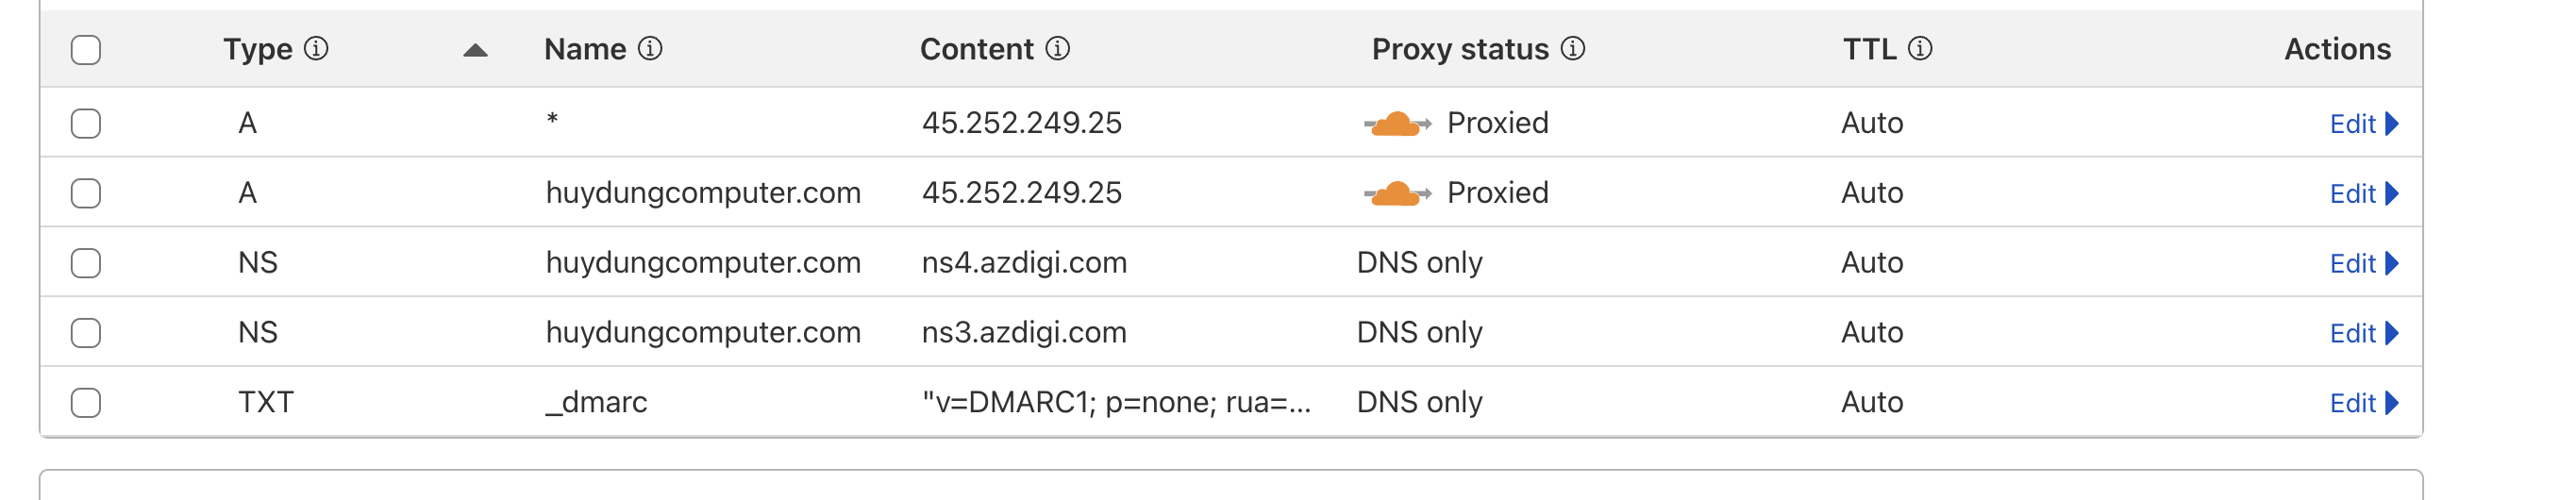 Type Name Content Proxy status TTL Actions
A * 45.252.249.25 Proxied Auto Edit
A huydungcomputer.com 45.252.249.25 Proxied Auto Edit
NS huydungcomputer.com ns4.azdigi.com DNS only Auto Edit
NS huydungcomputer.com ns3.azdigi.com DNS only Auto Edit
TXT _dmarc "v=DMARC1; p=none; rua=... DNS only Auto Edit